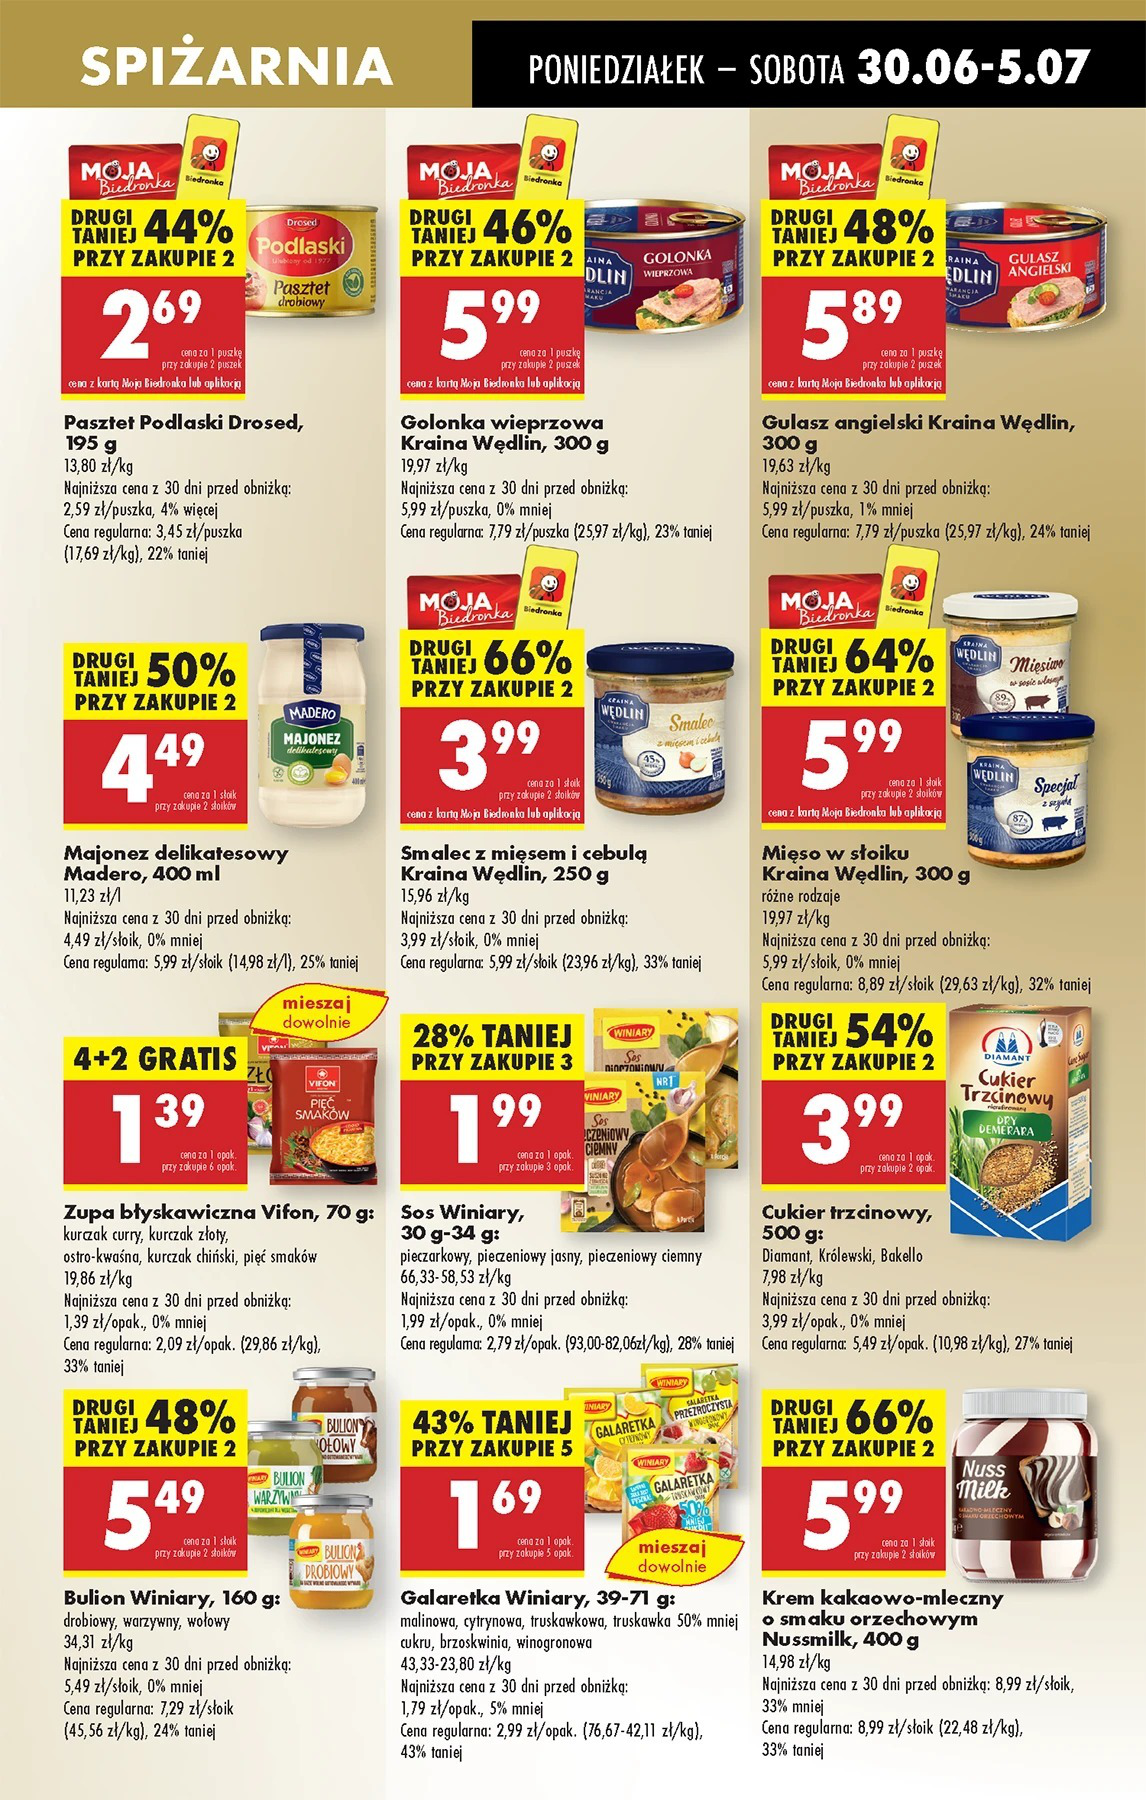 SPIŻARNIA
PONIEDZIAŁEK – SOBOTA 30.06-5.07
MOJA
Biedronka
Biedronka
DRUGI
TANIEJ 44%
PRZY ZAKUPIE 2
2 69
cena za 1 puszkę
przy zakupie 2 puszek
cena z kartą Moja Biedronka lub aplikacją
Drosed
Podlaski
Ulubiony od 1977
Pasztet
drobiowy
Pasztet Podlaski Drosed,
195 g
13,80 zł/kg
Najniższa cena z 30 dni przed obniżką:
2,59 zł/puszka, 4% więcej
Cena regularna: 3,45 zł/puszka
(17,69 zł/kg), 22% taniej
MOJA
Biedronka
Biedronka
DRUGI
TANIEJ 46%
PRZY ZAKUPIE 2
5 99
cena za 1 puszkę
przy zakupie 2 puszek
cena z kartą Moja Biedronka lub aplikacją
GOLONKA
WIEPRZOWA
Golonka wieprzowa
Kraina Wędlin, 300 g
19,97 zł/kg
Najniższa cena z 30 dni przed obniżką:
5,99 zł/puszka, 0% mniej
Cena regularna: 7,79 zł/puszka (25,97 zł/kg), 23% taniej
MOJA
Biedronka
Biedronka
DRUGI
TANIEJ 48%
PRZY ZAKUPIE 2
5 89
cena za 1 puszkę
przy zakupie 2 puszek
cena z kartą Moja Biedronka lub aplikacją
GULASZ
ANGIELSKI
Gulasz angielski Kraina Wędlin,
300 g
19,63 zł/kg
Najniższa cena z 30 dni przed obniżką:
5,99 zł/puszka, 1% mniej
Cena regularna: 7,79 zł/puszka (25,97 zł/kg), 24% taniej
DRUGI
TANIEJ 50%
PRZY ZAKUPIE 2
4 49
cena za 1 słoik
przy zakupie 2 słoików
MADERO
MAJONEZ
delikatesowy
Majonez delikatesowy
Madero, 400 ml
11,23 zł/l
Najniższa cena z 30 dni przed obniżką:
4,49 zł/słoik, 0% mniej
Cena regularna: 5,99 zł/słoik (14,98 zł/l), 25% taniej
MOJA
Biedronka
Biedronka
DRUGI
TANIEJ 66%
PRZY ZAKUPIE 2
3 99
cena za 1 słoik
przy zakupie 2 słoików
cena z kartą Moja Biedronka lub aplikacją
KRAINA
WĘDLIN
Smalec
z mięsem i cebulą
Smalec z mięsem i cebulą
Kraina Wędlin, 250 g
15,96 zł/kg
Najniższa cena z 30 dni przed obniżką:
3,99 zł/słoik, 0% mniej
Cena regularna: 5,99 zł/słoik (23,96 zł/kg), 33% taniej
MOJA
Biedronka
Biedronka
DRUGI
TANIEJ 64%
PRZY ZAKUPIE 2
5 99
cena za 1 słoik
przy zakupie 2 słoików
cena z kartą Moja Biedronka lub aplikacją
KRAINA
WĘDLIN
Mięsiwo
w sosie własnym
89%
KRAINA
WĘDLIN
Specjał
z szynką
87%
Mięso w słoiku
Kraina Wędlin, 300 g
różne rodzaje
19,97 zł/kg
Najniższa cena z 30 dni przed obniżką:
5,99 zł/słoik, 0% mniej
Cena regularna: 8,89 zł/słoik (29,63 zł/kg), 32% taniej
mieszaj
dowolnie
4+2 GRATIS
1 39
cena za 1 opak.
przy zakupie 6 opak.
VIFON
PIĘĆ
SMAKÓW
Zupa błyskawiczna Vifon, 70 g:
kurczak curry, kurczak złoty,
ostro-kwaśna, kurczak chiński, pięć smaków
19,86 zł/kg
Najniższa cena z 30 dni przed obniżką:
1,39 zł/opak., 0% mniej
Cena regularna: 2,09 zł/opak. (29,86 zł/kg),
33% taniej
28% TANIEJ
PRZY ZAKUPIE 3
1 99
cena za 1 opak.
przy zakupie 3 opak.
WINIARY
Sos
NR1
Sos
CIEMNY
Sos Winiary,
30 g-34 g:
pieczarkowy, pieczeniowy jasny, pieczeniowy ciemny
66,33-58,53 zł/kg
Najniższa cena z 30 dni przed obniżką:
1,99 zł/opak., 0% mniej
Cena regularna: 2,79 zł/opak. (93,00-82,06zł/kg), 28% taniej
DRUGI
TANIEJ 54%
PRZY ZAKUPIE 2
3 99
cena za 1 opak.
przy zakupie 2 opak.
DIAMANT
Cukier
Trzcinowy
nierafinowany
DRY
DEMERARA
Cukier trzcinowy,
500 g:
Diamant, Królewski, Bakello
7,98 zł/kg
Najniższa cena z 30 dni przed obniżką:
3,99 zł/opak., 0% mniej
Cena regularna: 5,49 zł/opak. (10,98 zł/kg), 27% taniej
DRUGI
TANIEJ 48%
PRZY ZAKUPIE 2
5 49
cena za 1 słoik
przy zakupie 2 słoików
BULION
BULION
WARZYWNY
WINIARY
BULION
DROBIOWY
Bulion Winiary, 160 g:
drobiowy, warzywny, wołowy
34,31 zł/kg
Najniższa cena z 30 dni przed obniżką:
5,49 zł/słoik, 0% mniej
Cena regularna: 7,29 zł/słoik
(45,56 zł/kg), 24% taniej
43% TANIEJ
PRZY ZAKUPIE 5
1 69
cena za 1 opak.
przy zakupie 5 opak.
WINIARY
GALARETKA
PRZEZROCZYSTA
WINIARY
GALARETKA
WINIARY
GALARETKA
TRUSKAWKOWY
50%
mieszaj
dowolnie
Galaretka Winiary, 39-71 g:
malinowa, cytrynowa, truskawkowa, truskawka 50% mniej
cukru, brzoskwinia, winogronowa
43,33-23,80 zł/kg
Najniższa cena z 30 dni przed obniżką:
1,79 zł/opak., 5% mniej
Cena regularna: 2,99 zł/opak. (76,67-42,11 zł/kg),
43% taniej
DRUGI
TANIEJ 66%
PRZY ZAKUPIE 2
5 99
cena za 1 słoik
przy zakupie 2 słoików
Nuss
Milk
Krem kakaowo-mleczny
o smaku orzechowym
Nussmilk, 400 g
14,98 zł/kg
Najniższa cena z 30 dni przed obniżką: 8,99 zł/słoik,
33% mniej
Cena regularna: 8,99 zł/słoik (22,48 zł/kg),
33% taniej